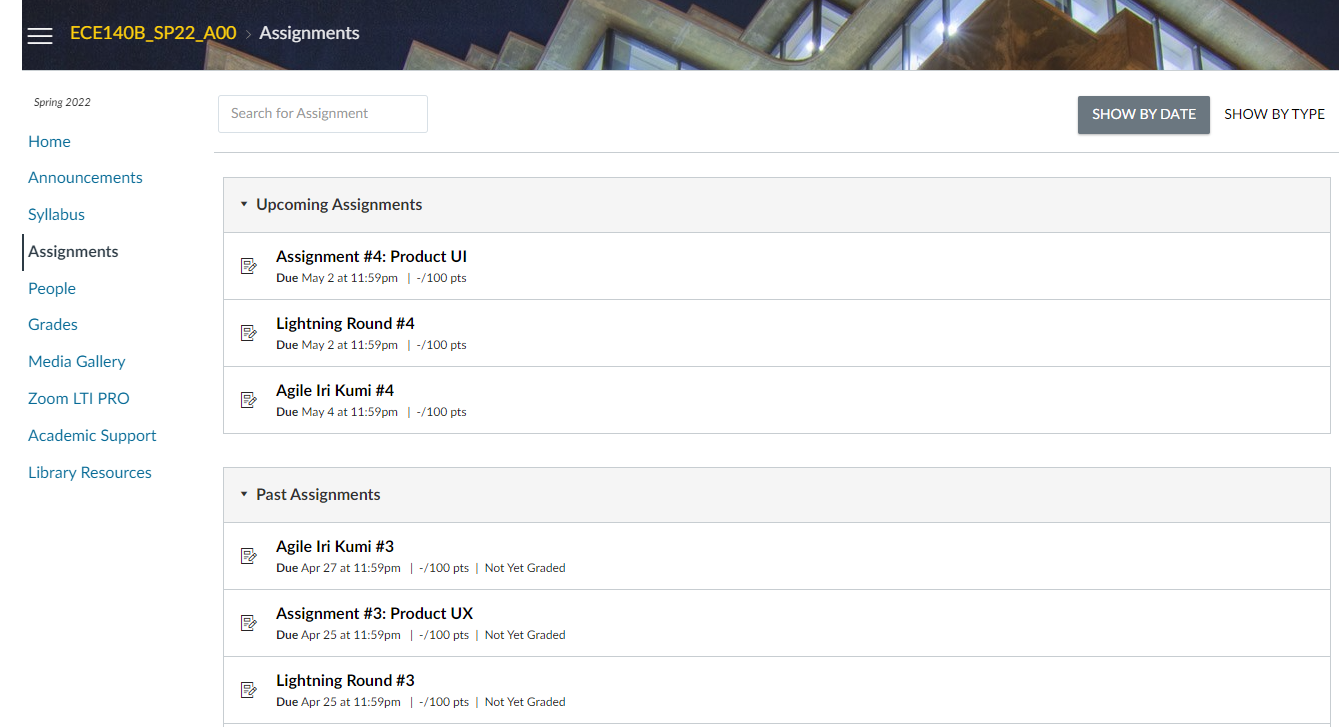 ECE140B_SP22_A00 › Assignments
Spring 2022
Home
Announcements
Syllabus
Assignments
People
Grades
Media Gallery
Zoom LTI PRO
Academic Support
Library Resources
Search for Assignment
SHOW BY DATE SHOW BY TYPE
Upcoming Assignments
Assignment #4: Product UI
Due May 2 at 11:59pm | -/100 pts
Lightning Round #4
Due May 2 at 11:59pm | -/100 pts
Agile Iri Kumi #4
Due May 4 at 11:59pm | -/100 pts
Past Assignments
Agile Iri Kumi #3
Due Apr 27 at 11:59pm | -/100 pts | Not Yet Graded
Assignment #3: Product UX
Due Apr 25 at 11:59pm | -/100 pts | Not Yet Graded
Lightning Round #3
Due Apr 25 at 11:59pm | -/100 pts | Not Yet Graded